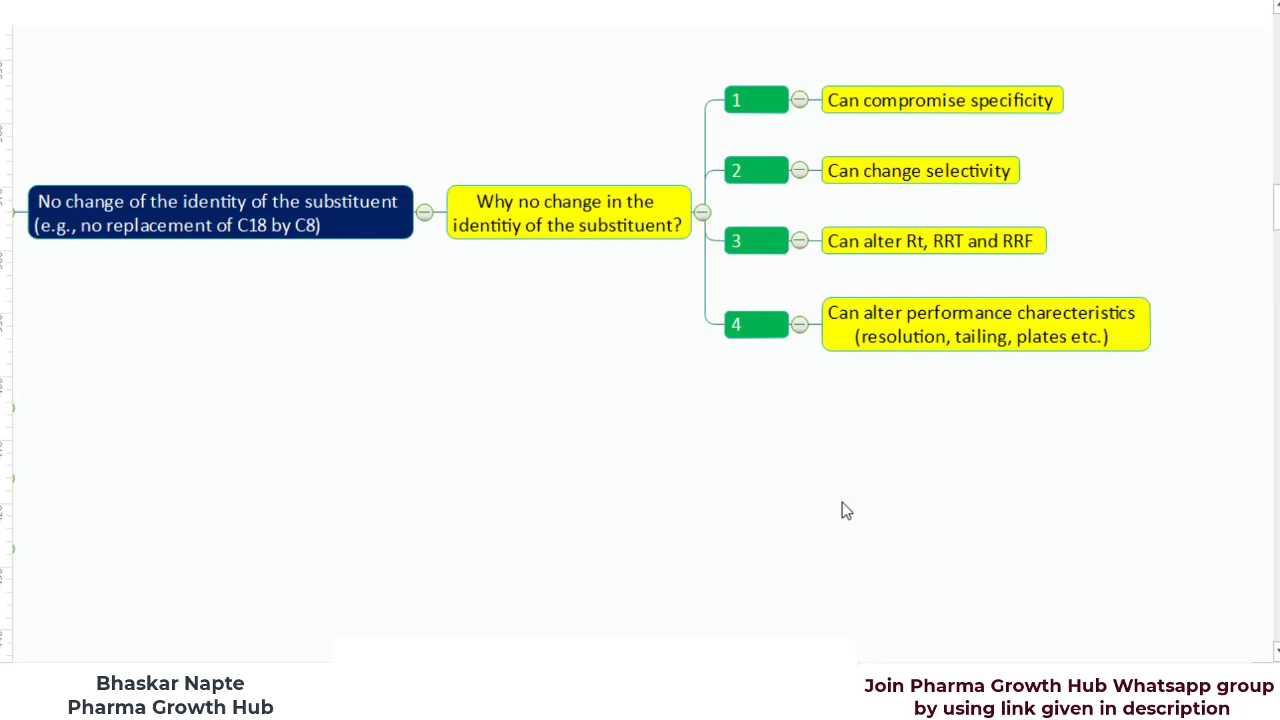 No change of the identity of the substituent
(e.g., no replacement of C18 by C8)
Why no change in the
identitiy of the substituent?
1
Can compromise specificity
2
Can change selectivity
3
Can alter Rt, RRT and RRF
4
Can alter performance charecteristics
(resolution, tailing, plates etc.)
Bhaskar Napte
Pharma Growth Hub
Join Pharma Growth Hub Whatsapp group
by using link given in description